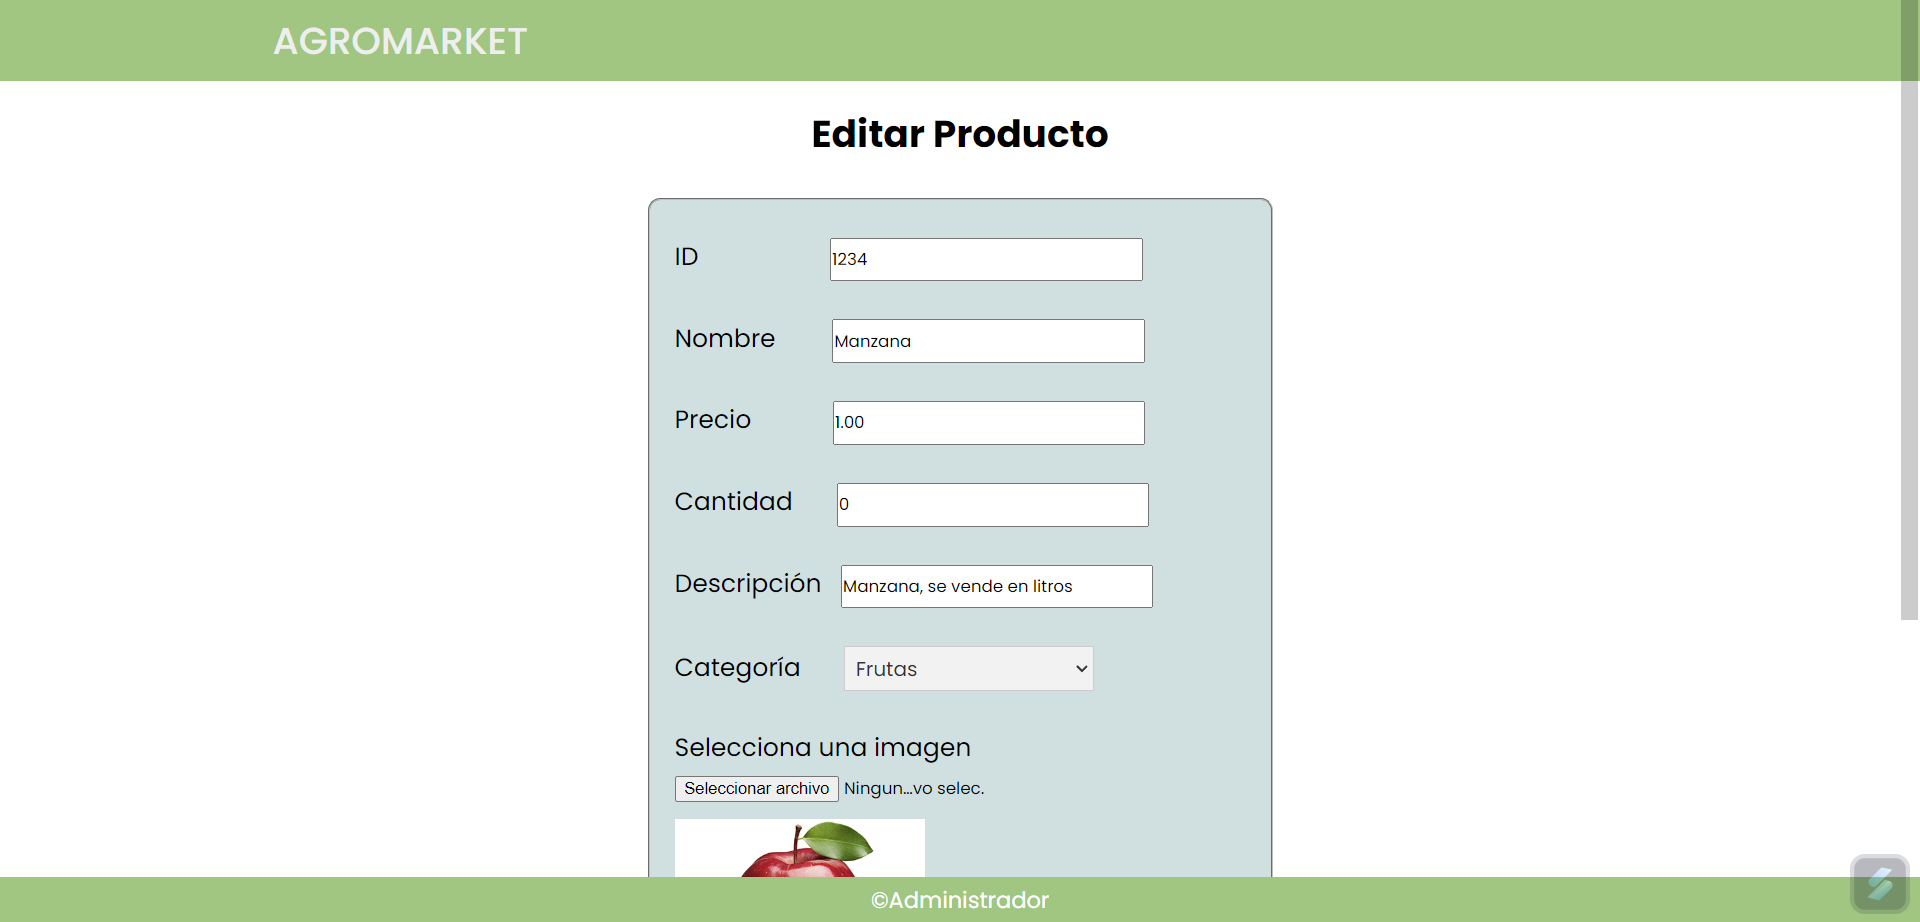 AGROMARKET
Editar Producto
ID 1234
Nombre Manzana
Precio 1.00
Cantidad 0
Descripción Manzana, se vende en litros
Categoría Frutas
Selecciona una imagen
Seleccionar archivo Ningun...vo selec.
©Administrador